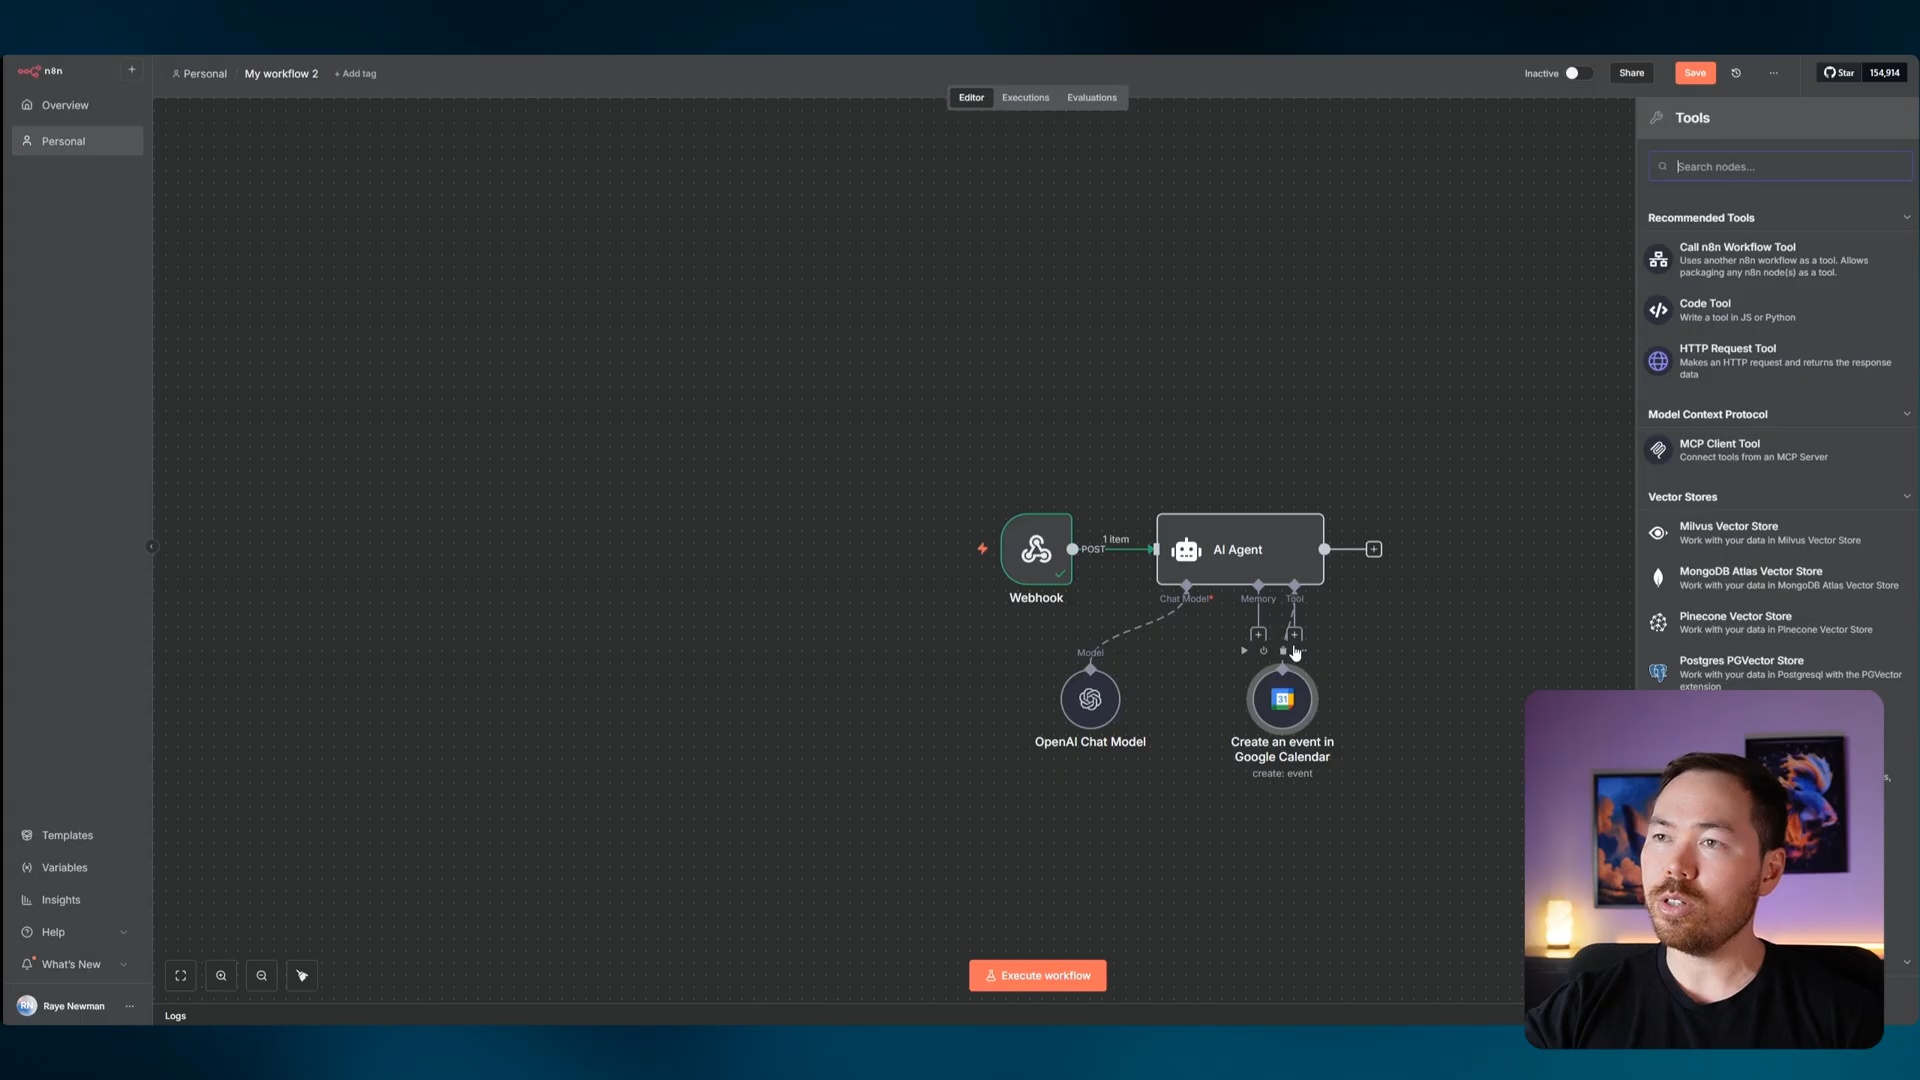 n8n
+
Overview
Personal
Templates
Variables
Insights
Help
What's New
RN
Raye Newman
Personal / My workflow 2 + Add tag
Inactive
Share
Save
Star 154,914
Editor Executions Evaluations
POST
1 item
AI Agent
Webhook
Chat Model*
Memory
Tool
Model
31
OpenAI Chat Model
Create an event in
Google Calendar
create: event
Execute workflow
Logs
Tools
Search nodes...
Recommended Tools
Call n8n Workflow Tool
Uses another n8n workflow as a tool. Allows
packaging any n8n node(s) as a tool.
Code Tool
Write a tool in JS or Python
HTTP Request Tool
Makes an HTTP request and returns the response
data
Model Context Protocol
MCP Client Tool
Connect tools from an MCP Server
Vector Stores
Milvus Vector Store
Work with your data in Milvus Vector Store
MongoDB Atlas Vector Store
Work with your data in MongoDB Atlas Vector Store
Pinecone Vector Store
Work with your data in Pinecone Vector Store
Postgres PGVector Store
Work with your data in Postgresql with the PGVector
extension